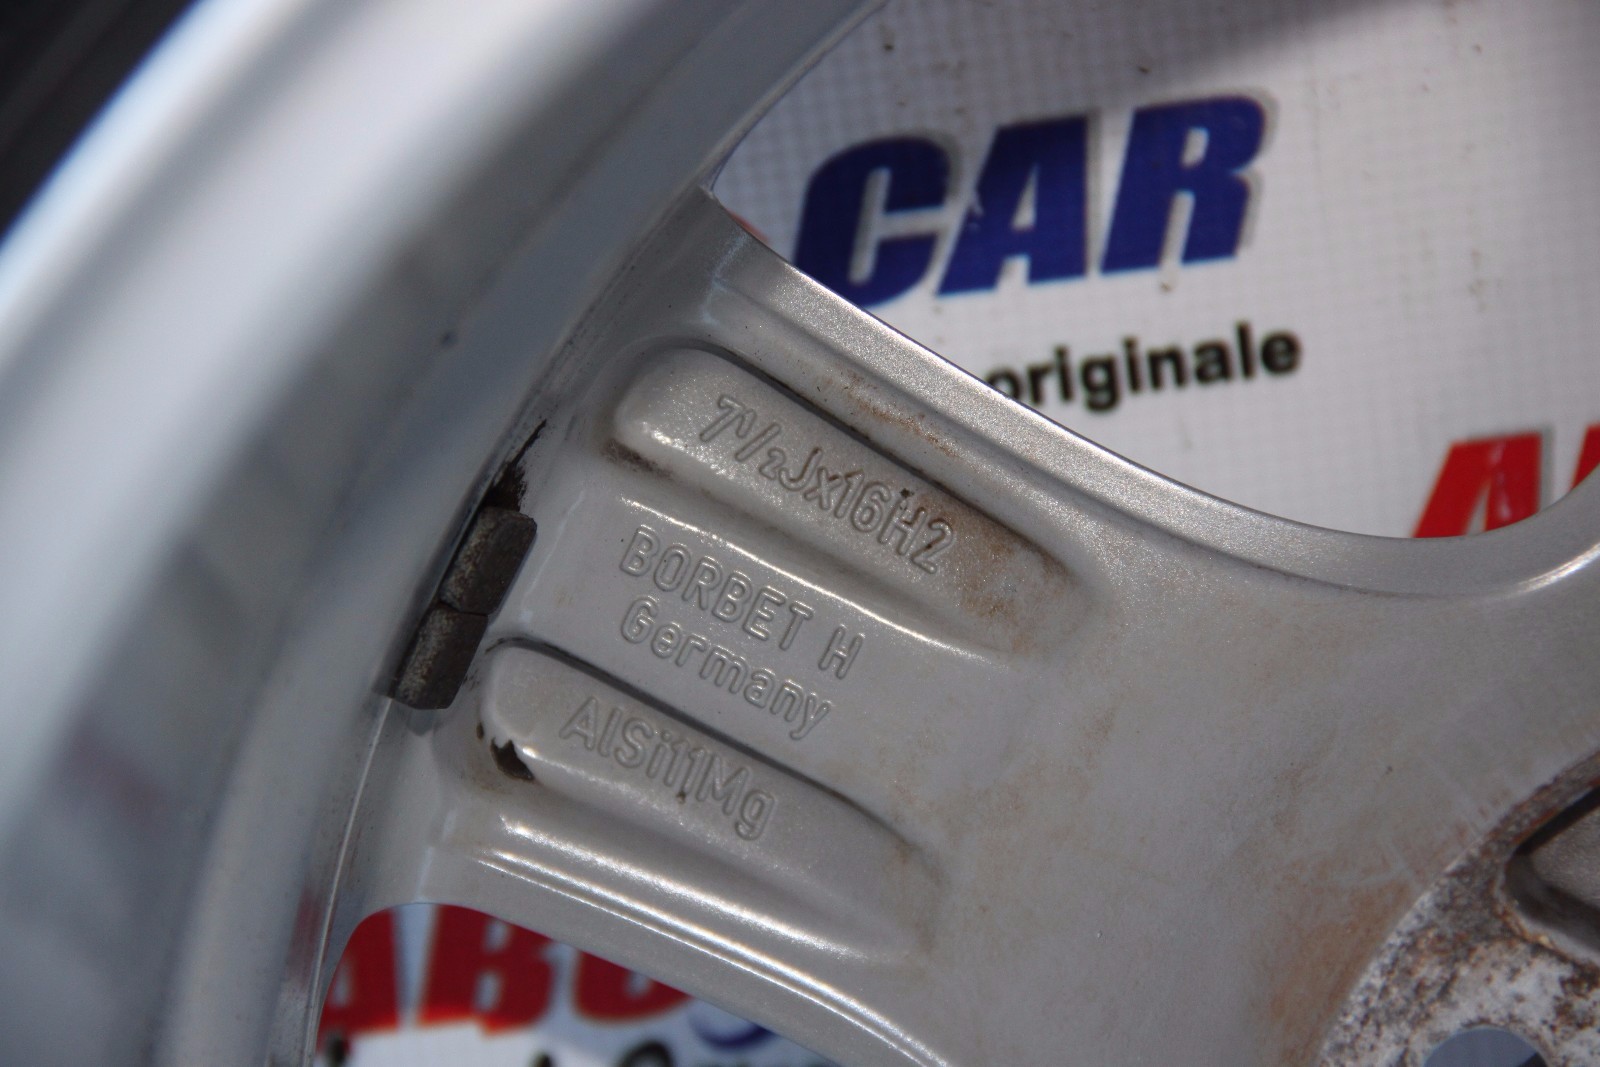 CAR
originale
7½Jx16H2
BORBET H
Germany
AlSi11Mg